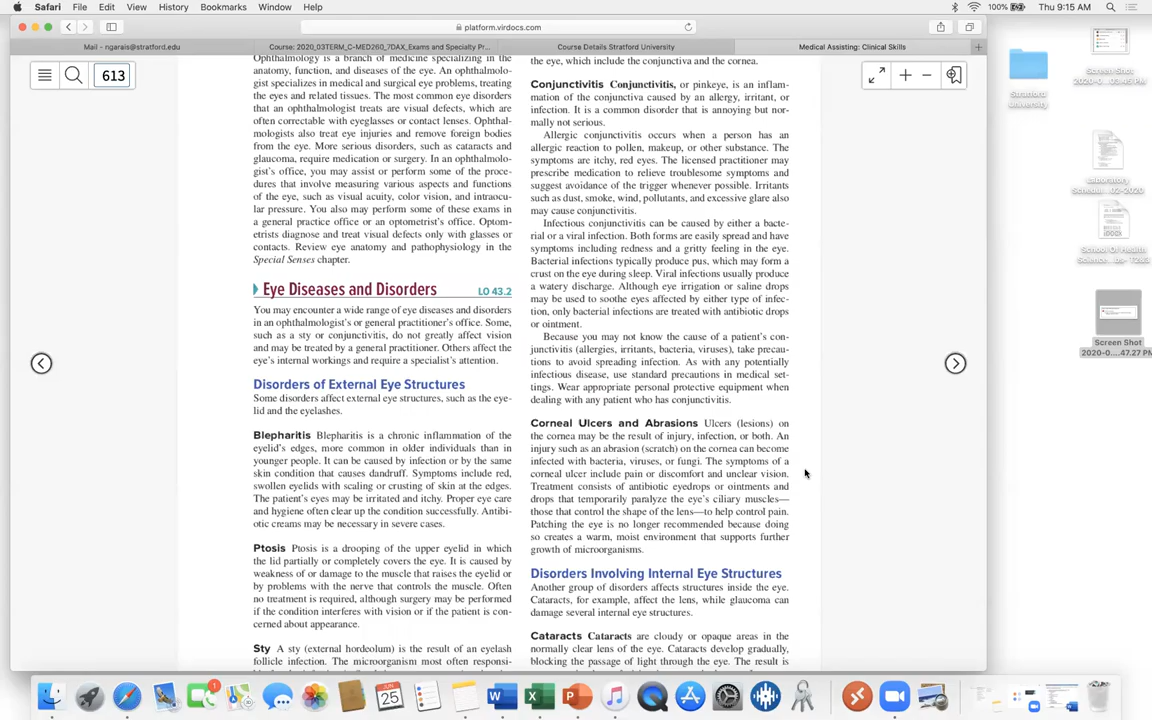 Safari File Edit View History Bookmarks Window Help
100% Thu 9:15 AM
platform.virdocs.com
Mail - ngarais@stratford.edu
Course: 2020_03TERM_C-MED260_7DAX_Exams and Specialty Pr...
Course Details Stratford University
Medical Assisting: Clinical Skills
613
Ophthalmology is a branch of medicine specializing in the
anatomy, function, and diseases of the eye. An ophthalmolo-
gist specializes in medical and surgical eye problems, treating
the eyes and related tissues. The most common eye disorders
that an ophthalmologist treats are visual defects, which are
often correctable with eyeglasses or contact lenses. Ophthal-
mologists also treat eye injuries and remove foreign bodies
from the eye. More serious disorders, such as cataracts and
glaucoma, require medication or surgery. In an ophthalmolo-
gist's office, you may assist or perform some of the proce-
dures that involve measuring various aspects and functions
of the eye, such as visual acuity, color vision, and intraocu-
lar pressure. You also may perform some of these exams in
a general practice office or an optometrist's office. Optom-
etrists diagnose and treat visual defects only with glasses or
contacts. Review eye anatomy and pathophysiology in the
Special Senses chapter.
Eye Diseases and Disorders LO 43.2
You may encounter a wide range of eye diseases and disorders
in an ophthalmologist's or general practitioner's office. Some,
such as a sty or conjunctivitis, do not greatly affect vision
and may be treated by a general practitioner. Others affect the
eye's internal workings and require a specialist's attention.
Disorders of External Eye Structures
Some disorders affect external eye structures, such as the eye-
lid and the eyelashes.
Blepharitis Blepharitis is a chronic inflammation of the
eyelid's edges, more common in older individuals than in
younger people. It can be caused by infection or by the same
skin condition that causes dandruff. Symptoms include red,
swollen eyelids with scaling or crusting of skin at the edges.
The patient's eyes may be irritated and itchy. Proper eye care
and hygiene often clear up the condition successfully. Antibi-
otic creams may be necessary in severe cases.
Ptosis Ptosis is a drooping of the upper eyelid in which
the lid partially or completely covers the eye. It is caused by
weakness of or damage to the muscle that raises the eyelid or
by problems with the nerve that controls the muscle. Often
no treatment is required, although surgery may be performed
if the condition interferes with vision or if the patient is con-
cerned about appearance.
Sty A sty (external hordeolum) is the result of an eyelash
follicle infection. The microorganism most often responsi-
the eye, which include the conjunctiva and the cornea.
Conjunctivitis Conjunctivitis, or pinkeye, is an inflam-
mation of the conjunctiva caused by an allergy, irritant, or
infection. It is a common disorder that is annoying but nor-
mally not serious.
Allergic conjunctivitis occurs when a person has an
allergic reaction to pollen, makeup, or other substance. The
symptoms are itchy, red eyes. The licensed practitioner may
prescribe medication to relieve troublesome symptoms and
suggest avoidance of the trigger whenever possible. Irritants
such as dust, smoke, wind, pollutants, and excessive glare also
may cause conjunctivitis.
Infectious conjunctivitis can be caused by either a bacte-
rial or a viral infection. Both forms are easily spread and have
symptoms including redness and a gritty feeling in the eye.
Bacterial infections typically produce pus, which may form a
crust on the eye during sleep. Viral infections usually produce
a watery discharge. Although eye irrigation or saline drops
may be used to soothe eyes affected by either type of infec-
tion, only bacterial infections are treated with antibiotic drops
or ointment.
Because you may not know the cause of a patient's con-
junctivitis (allergies, irritants, bacteria, viruses), take precau-
tions to avoid spreading infection. As with any potentially
infectious disease, use standard precautions in medical set-
tings. Wear appropriate personal protective equipment when
dealing with any patient who has conjunctivitis.
Corneal Ulcers and Abrasions Ulcers (lesions) on
the cornea may be the result of injury, infection, or both. An
injury such as an abrasion (scratch) on the cornea can become
infected with bacteria, viruses, or fungi. The symptoms of a
corneal ulcer include pain or discomfort and unclear vision.
Treatment consists of antibiotic eyedrops or ointments and
drops that temporarily paralyze the eye's ciliary muscles—
those that control the shape of the lens—to help control pain.
Patching the eye is no longer recommended because doing
so creates a warm, moist environment that supports further
growth of microorganisms.
Disorders Involving Internal Eye Structures
Another group of disorders affects structures inside the eye.
Cataracts, for example, affect the lens, while glaucoma can
damage several internal eye structures.
Cataracts Cataracts are cloudy or opaque areas in the
normally clear lens of the eye. Cataracts develop gradually,
blocking the passage of light through the eye. The result is
Screen Shot
Stratford
university
Laboratory
School Of Health
Screen Shot
2020-0....47.27 PM
JUN
25
1